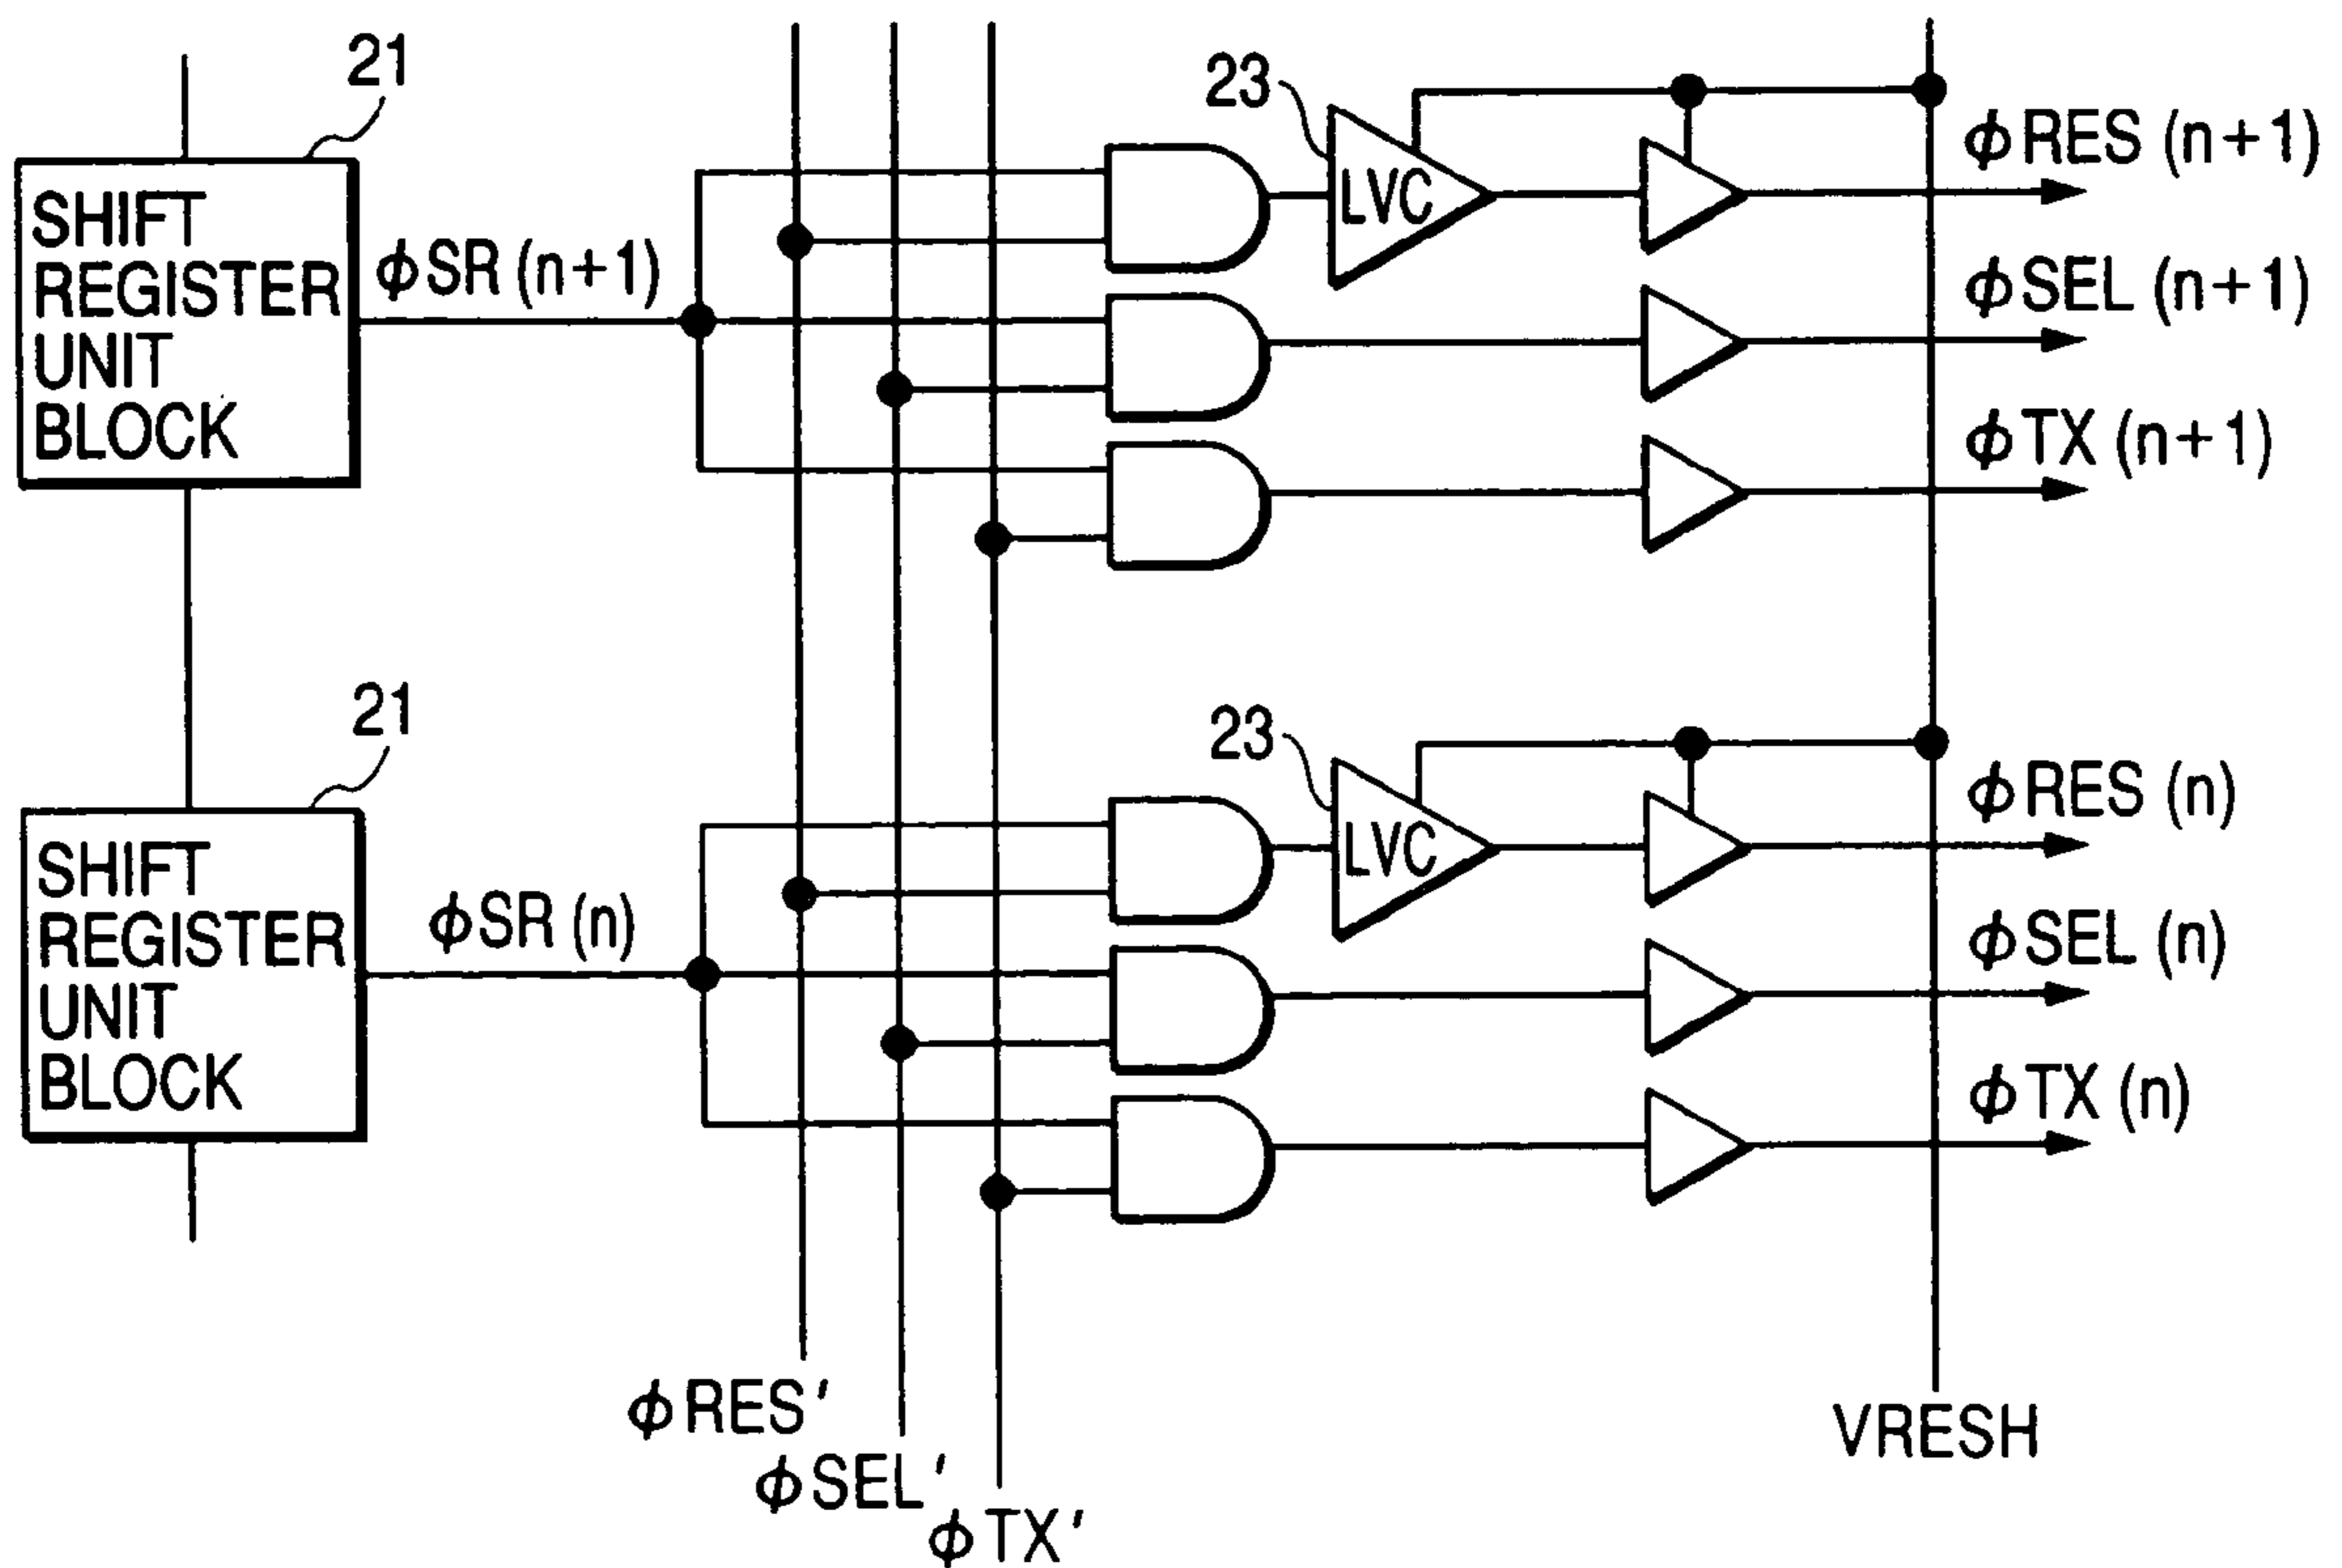 21
SHIFT
REGISTER
UNIT
BLOCK
ϕSR (n+1)
23
LVC
ϕRES (n+1)
ϕSEL (n+1)
ϕTX (n+1)
21
SHIFT
REGISTER
UNIT
BLOCK
ϕSR (n)
23
LVC
ϕRES (n)
ϕSEL (n)
ϕTX (n)
ϕRES′
ϕSEL′
ϕTX′
VRESH